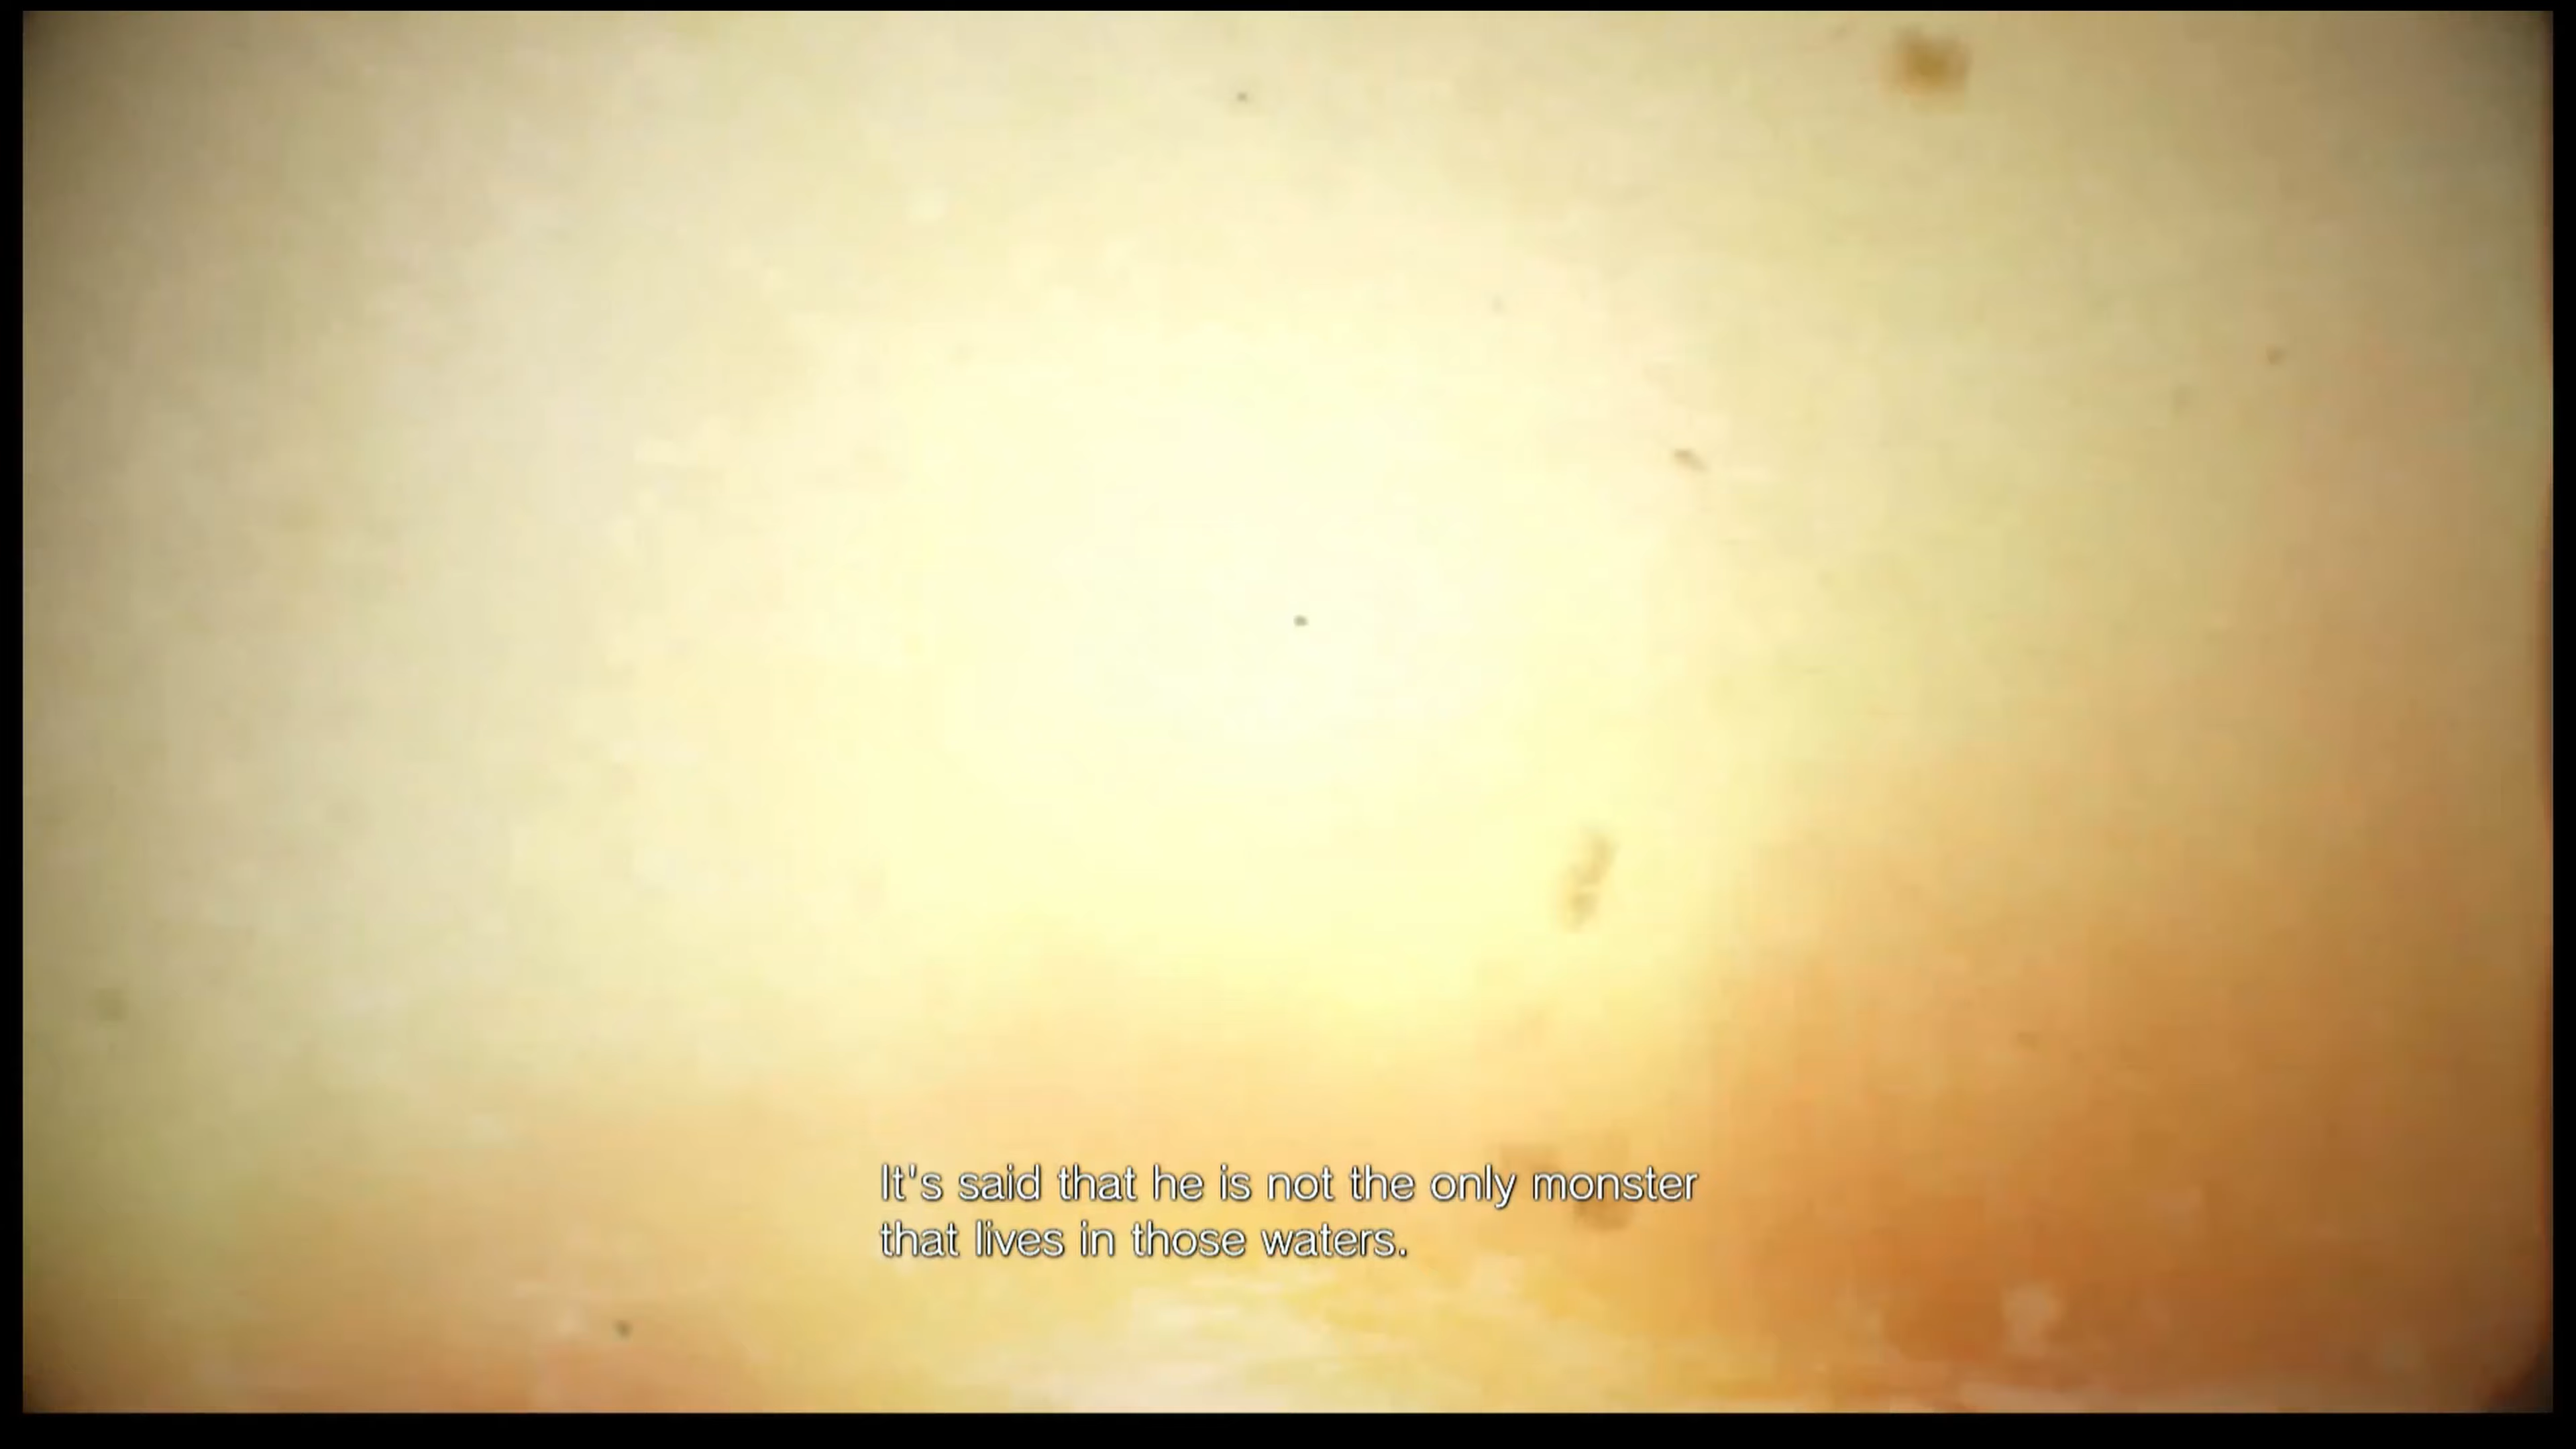 It's said that he is not the only monster
that lives in those waters.